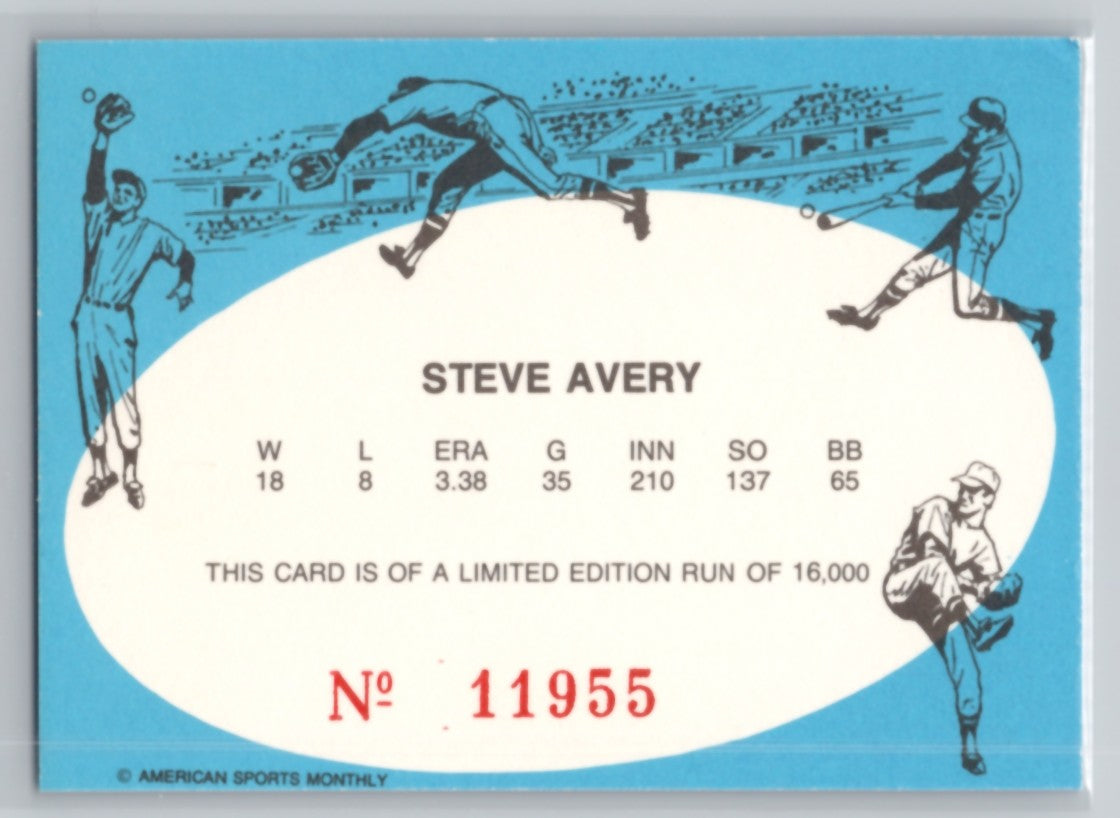 STEVE AVERY
W L ERA G INN SO BB
18 8 3.38 35 210 137 65
THIS CARD IS OF A LIMITED EDITION RUN OF 16,000
Nº 11955
© AMERICAN SPORTS MONTHLY